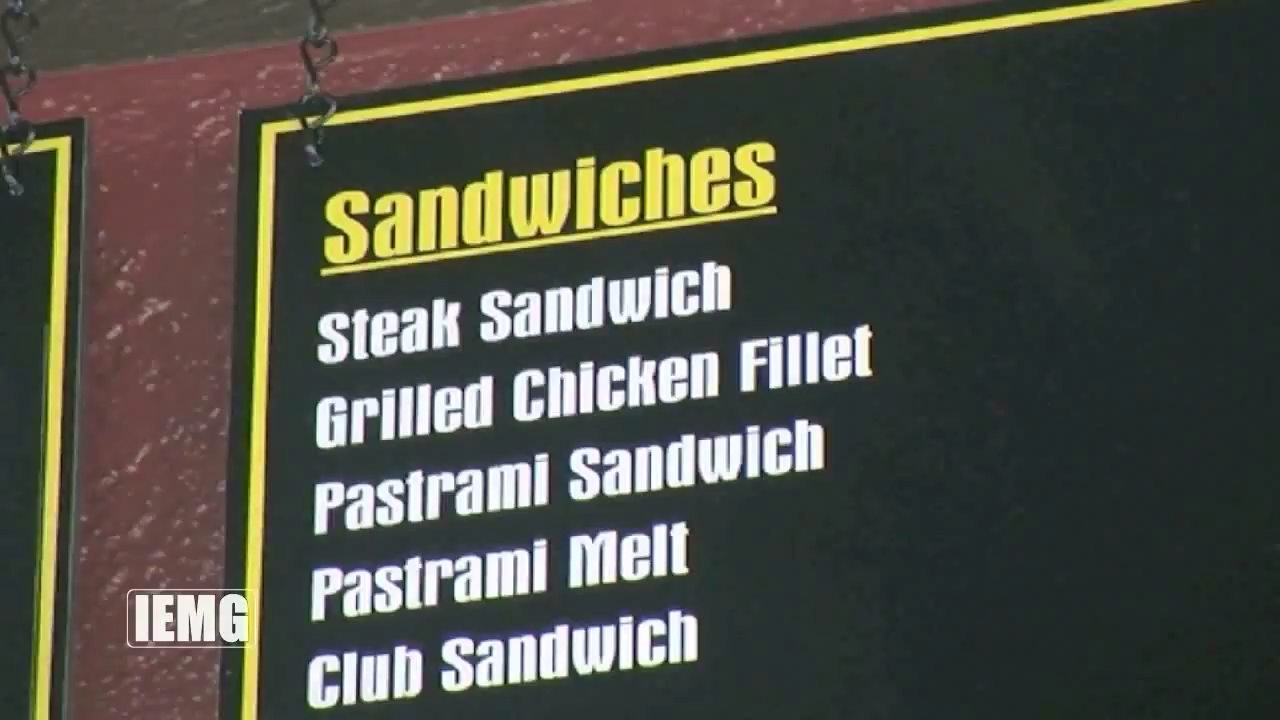 Sandwiches
Steak Sandwich
Grilled Chicken Fillet
Pastrami Sandwich
Pastrami Melt
Club Sandwich
IEMG